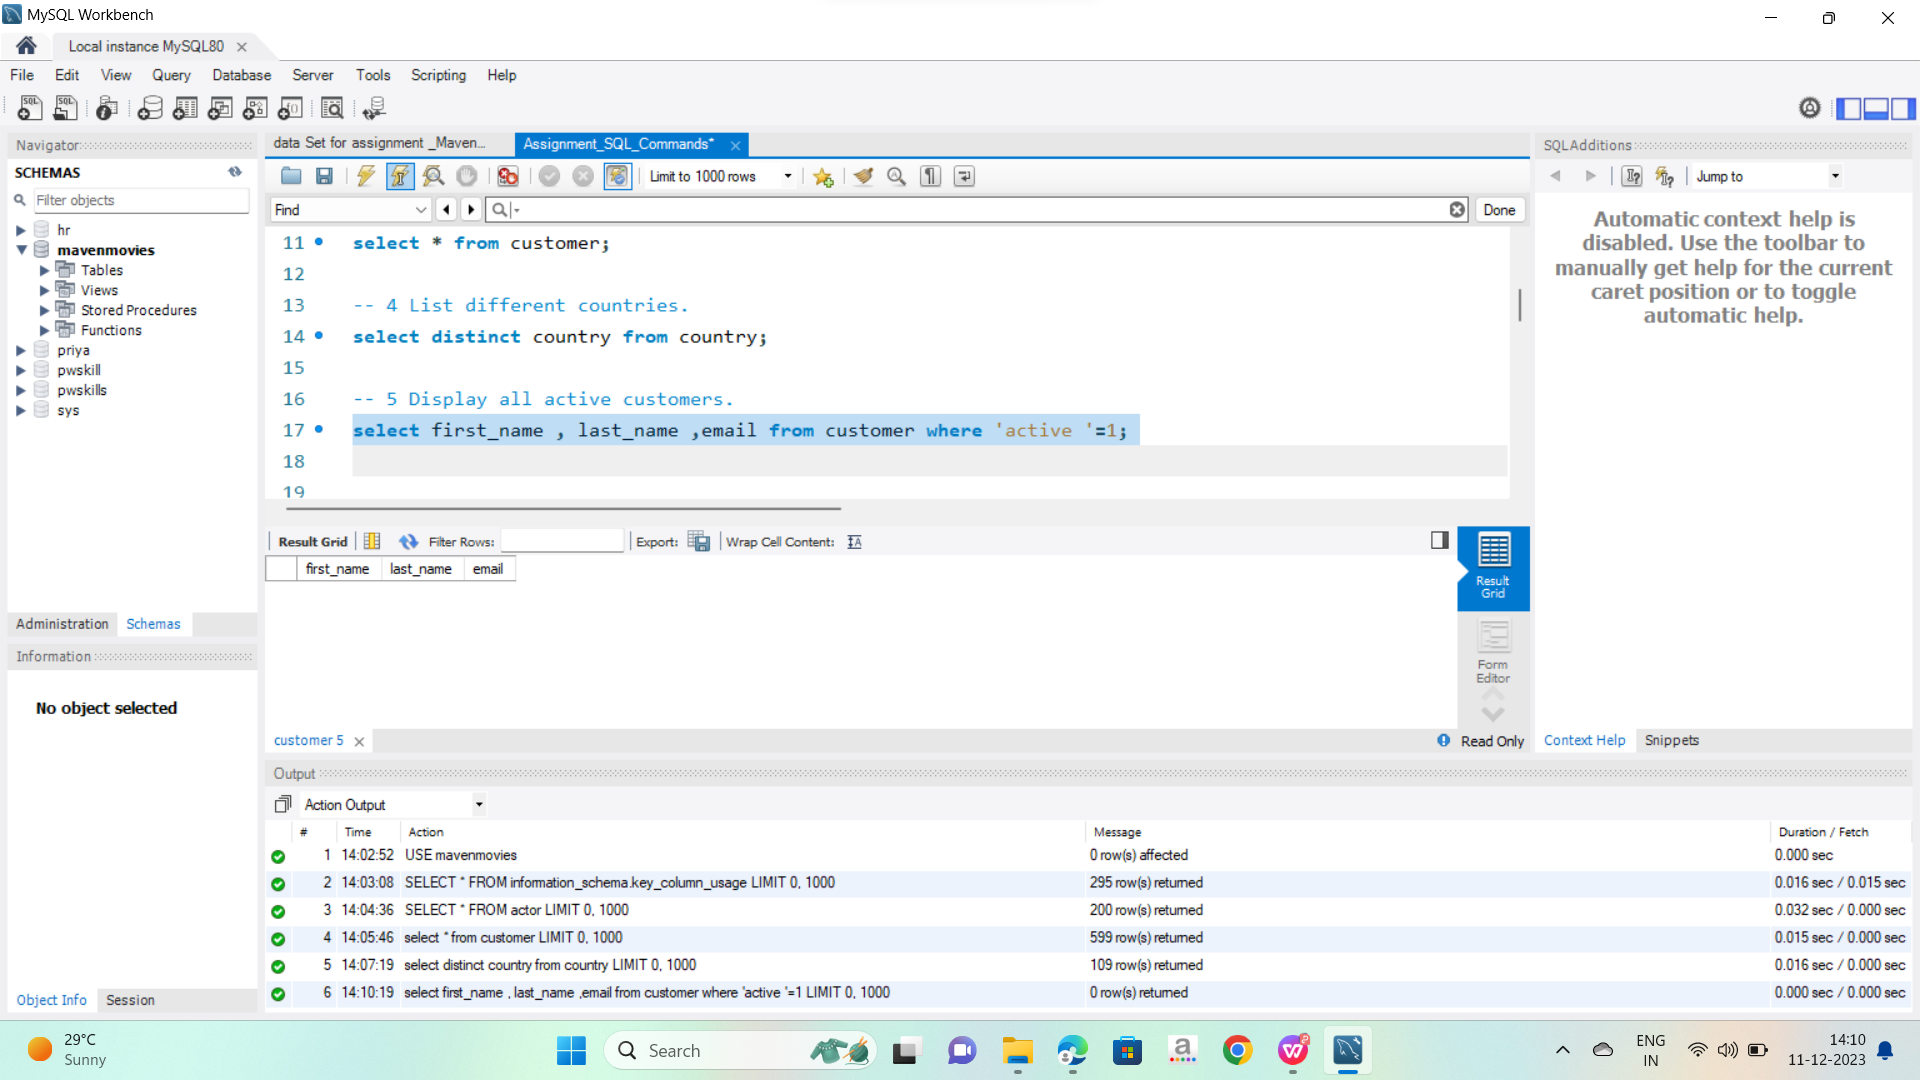 MySQL Workbench
Local instance MySQL80
File Edit View Query Database Server Tools Scripting Help
Navigator
SCHEMAS
Filter objects
hr
mavenmovies
Tables
Views
Stored Procedures
Functions
priya
pwskill
pwskills
sys
Administration Schemas
Information
No object selected
Object Info Session
data Set for assignment _Maven... Assignment_SQL_Commands*
Limit to 1000 rows
Find Done
11 select * from customer;
12
13 -- 4 List different countries.
14 select distinct country from country;
15
16 -- 5 Display all active customers.
17 select first_name , last_name ,email from customer where 'active '=1;
18
19
Result Grid Filter Rows: Export: Wrap Cell Content:
first_name last_name email
Result Grid
Form Editor
customer 5 Read Only
SQLAdditions
Jump to
Automatic context help is
disabled. Use the toolbar to
manually get help for the current
caret position or to toggle
automatic help.
Context Help Snippets
Output
Action Output
# Time Action Message Duration / Fetch
1 14:02:52 USE mavenmovies 0 row(s) affected 0.000 sec
2 14:03:08 SELECT * FROM information_schema.key_column_usage LIMIT 0, 1000 295 row(s) returned 0.016 sec / 0.015 sec
3 14:04:36 SELECT * FROM actor LIMIT 0, 1000 200 row(s) returned 0.032 sec / 0.000 sec
4 14:05:46 select * from customer LIMIT 0, 1000 599 row(s) returned 0.015 sec / 0.000 sec
5 14:07:19 select distinct country from country LIMIT 0, 1000 109 row(s) returned 0.016 sec / 0.000 sec
6 14:10:19 select first_name , last_name ,email from customer where 'active '=1 LIMIT 0, 1000 0 row(s) returned 0.000 sec / 0.000 sec
29°C
Sunny
Search
ENG
IN
14:10
11-12-2023